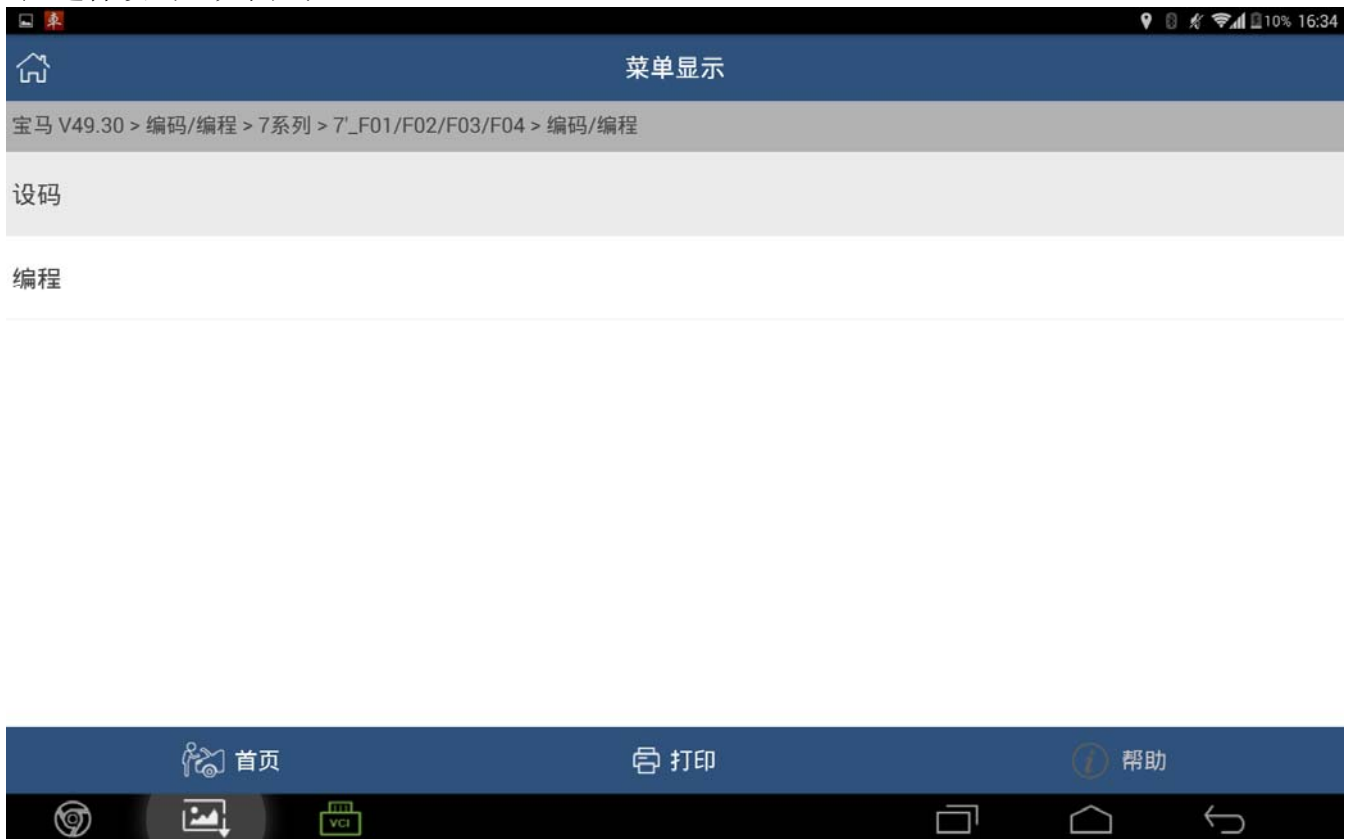 10% 16:34
菜单显示
宝马 V49.30 > 编码/编程 > 7系列 > 7'_F01/F02/F03/F04 > 编码/编程
设码
编程
首页
打印
帮助
VCI